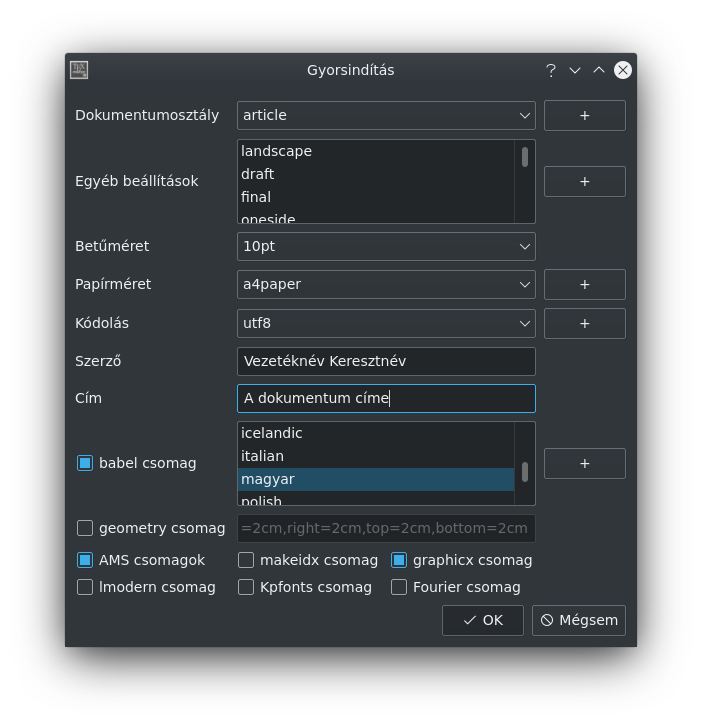 Gyorsindítás
?
Dokumentumosztály article +
landscape
draft
Egyéb beállítások +
final
oneside
Betűméret 10pt
Papírméret a4paper +
Kódolás utf8 +
Szerző Vezetéknév Keresztnév
Cím A dokumentum címe
icelandic
italian
babel csomag +
magyar
polish
geometry csomag =2cm,right=2cm,top=2cm,bottom=2cm
AMS csomagok makeidx csomag graphicx csomag
lmodern csomag Kpfonts csomag Fourier csomag
OK Mégsem